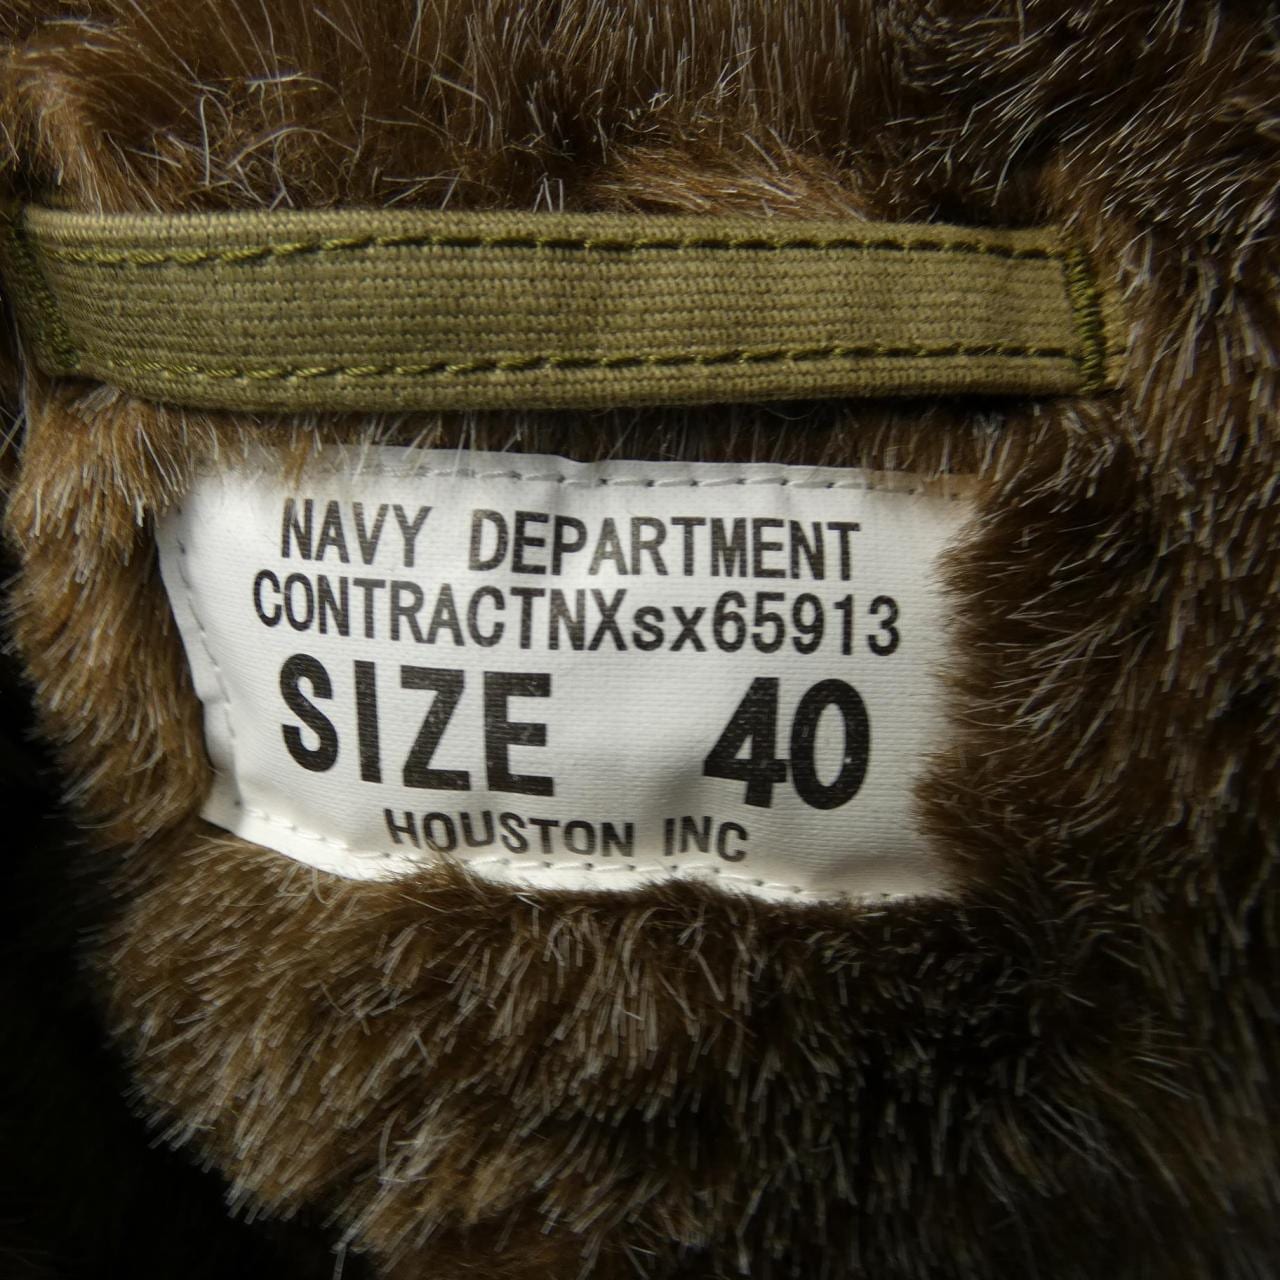 NAVY DEPARTMENT
CONTRACTNXsx65913
SIZE 40
HOUSTON INC